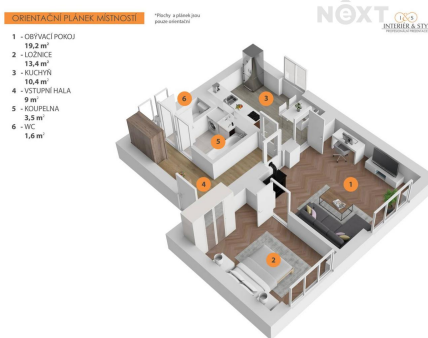 ORIENTAČNÍ PLÁNEK MÍSTNOSTÍ
*Plochy a plánek jsou
pouze orientační
NEXT
INTERIER & STY
1 - OBÝVACÍ POKOJ
19,2 m²
2 - LOŽNICE
13,4 m²
3 - KUCHYŇ
10,4 m²
4 - VSTUPNÍ HALA
9 m²
5 - KOUPELNA
3,5 m²
6 - WC
1,6 m²
6
3
5
4
1
2